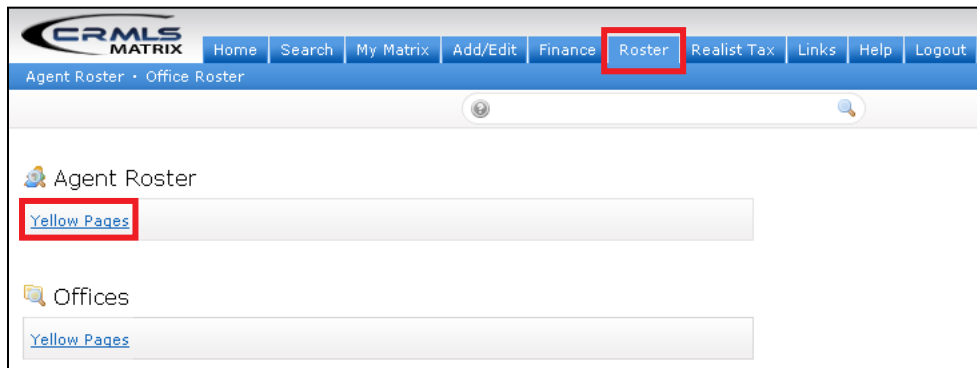 CRMLS
MATRIX
Home Search My Matrix Add/Edit Finance Roster Realist Tax Links Help Logout
Agent Roster · Office Roster
?
Agent Roster
Yellow Pages
Offices
Yellow Pages